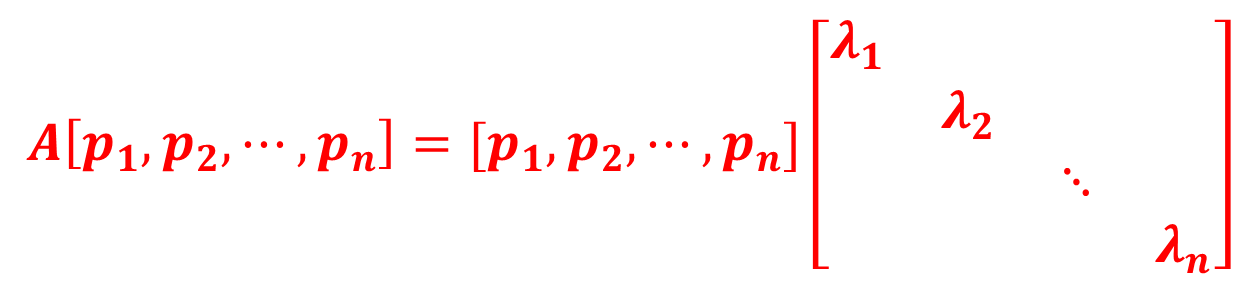 A[p₁, p₂, ⋯, pₙ] = [p₁, p₂, ⋯, pₙ] [λ₁ λ₂ ⋱ λₙ]